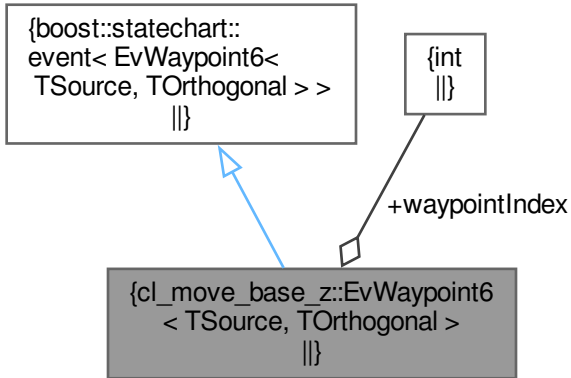 {boost::statechart::
event< EvWaypoint6<
TSource, TOrthogonal > >
||}
{int
||}
+waypointIndex
{cl_move_base_z::EvWaypoint6
< TSource, TOrthogonal >
||}